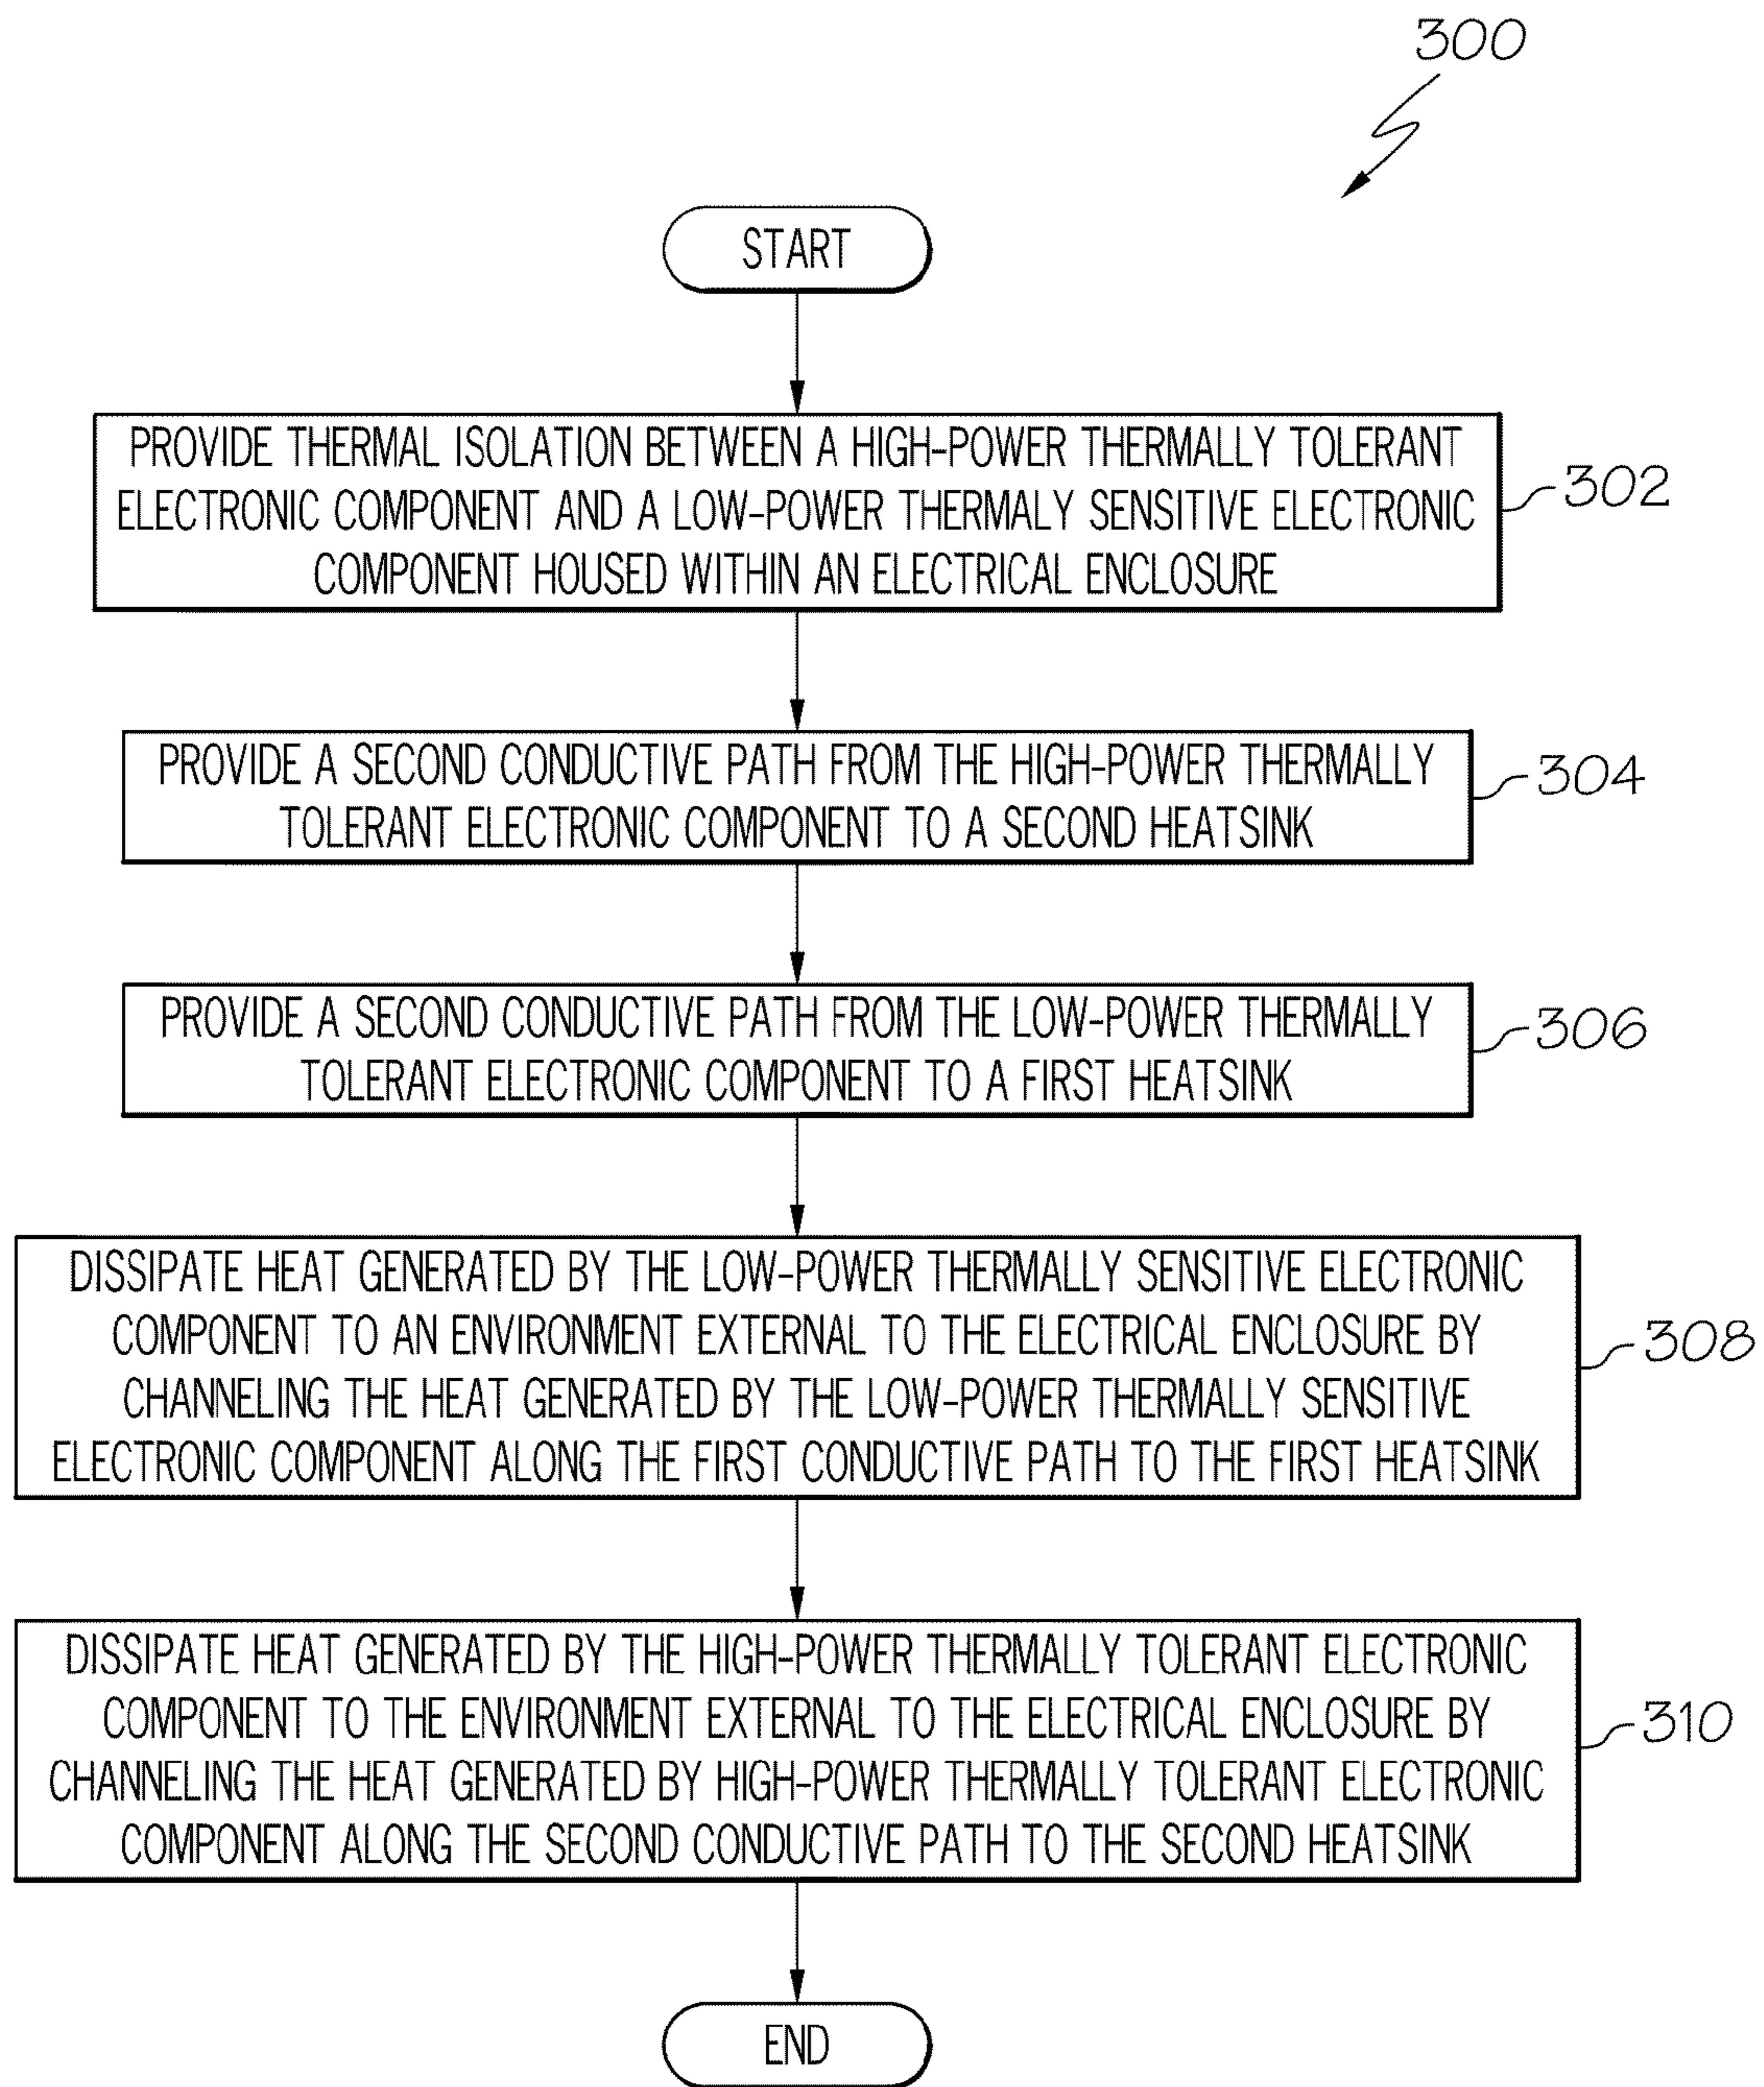 300
START
PROVIDE THERMAL ISOLATION BETWEEN A HIGH-POWER THERMALLY TOLERANT
ELECTRONIC COMPONENT AND A LOW-POWER THERMALY SENSITIVE ELECTRONIC
COMPONENT HOUSED WITHIN AN ELECTRICAL ENCLOSURE
302
PROVIDE A SECOND CONDUCTIVE PATH FROM THE HIGH-POWER THERMALLY
TOLERANT ELECTRONIC COMPONENT TO A SECOND HEATSINK
304
PROVIDE A SECOND CONDUCTIVE PATH FROM THE LOW-POWER THERMALLY
TOLERANT ELECTRONIC COMPONENT TO A FIRST HEATSINK
306
DISSIPATE HEAT GENERATED BY THE LOW-POWER THERMALLY SENSITIVE ELECTRONIC
COMPONENT TO AN ENVIRONMENT EXTERNAL TO THE ELECTRICAL ENCLOSURE BY
CHANNELING THE HEAT GENERATED BY THE LOW-POWER THERMALLY SENSITIVE
ELECTRONIC COMPONENT ALONG THE FIRST CONDUCTIVE PATH TO THE FIRST HEATSINK
308
DISSIPATE HEAT GENERATED BY THE HIGH-POWER THERMALLY TOLERANT ELECTRONIC
COMPONENT TO THE ENVIRONMENT EXTERNAL TO THE ELECTRICAL ENCLOSURE BY
CHANNELING THE HEAT GENERATED BY HIGH-POWER THERMALLY TOLERANT ELECTRONIC
COMPONENT ALONG THE SECOND CONDUCTIVE PATH TO THE SECOND HEATSINK
310
END